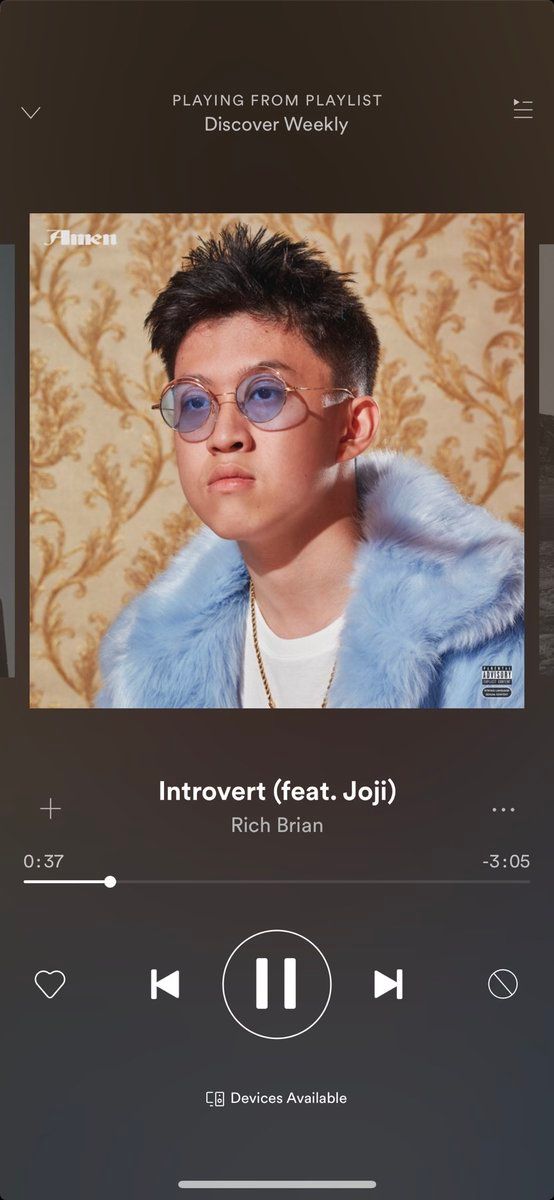 PLAYING FROM PLAYLIST
Discover Weekly
Amen
PARENTAL
ADVISORY
EXPLICIT CONTENT
Introvert (feat. Joji)
Rich Brian
0:37
-3:05
Devices Available